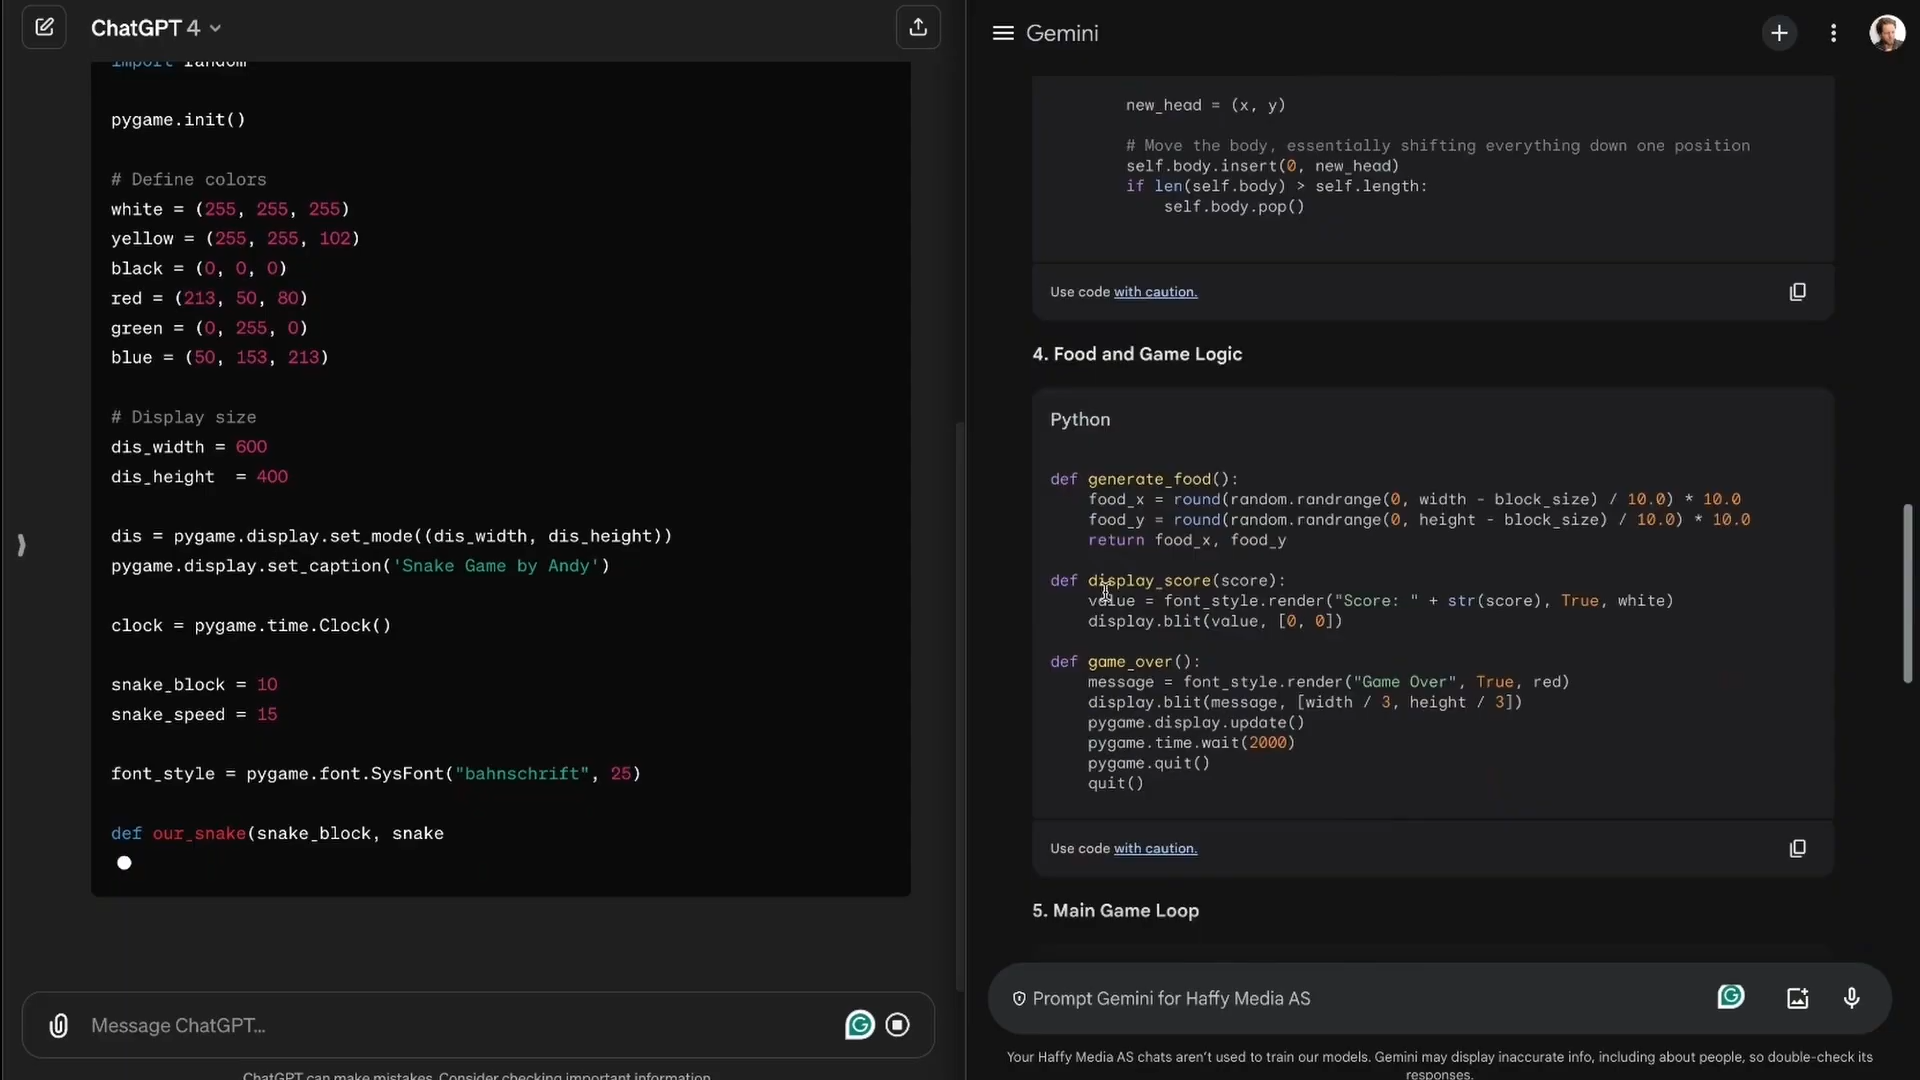 ChatGPT 4
import random
pygame.init()
# Define colors
white = (255, 255, 255)
yellow = (255, 255, 102)
black = (0, 0, 0)
red = (213, 50, 80)
green = (0, 255, 0)
blue = (50, 153, 213)
# Display size
dis_width = 600
dis_height  = 400
dis = pygame.display.set_mode((dis_width, dis_height))
pygame.display.set_caption('Snake Game by Andy')
clock = pygame.time.Clock()
snake_block = 10
snake_speed = 15
font_style = pygame.font.SysFont("bahnschrift", 25)
def our_snake(snake_block, snake
Message ChatGPT...
ChatGPT can make mistakes. Consider checking important information.
Gemini
new_head = (x, y)
# Move the body, essentially shifting everything down one position
self.body.insert(0, new_head)
if len(self.body) > self.length:
self.body.pop()
Use code with caution.
4. Food and Game Logic
Python
def generate_food():
food_x = round(random.randrange(0, width - block_size) / 10.0) * 10.0
food_y = round(random.randrange(0, height - block_size) / 10.0) * 10.0
return food_x, food_y
def display_score(score):
value = font_style.render("Score: " + str(score), True, white)
display.blit(value, [0, 0])
def game_over():
message = font_style.render("Game Over", True, red)
display.blit(message, [width / 3, height / 3])
pygame.display.update()
pygame.time.wait(2000)
pygame.quit()
quit()
Use code with caution.
5. Main Game Loop
Prompt Gemini for Haffy Media AS
Your Haffy Media AS chats aren't used to train our models. Gemini may display inaccurate info, including about people, so double-check its
responses.